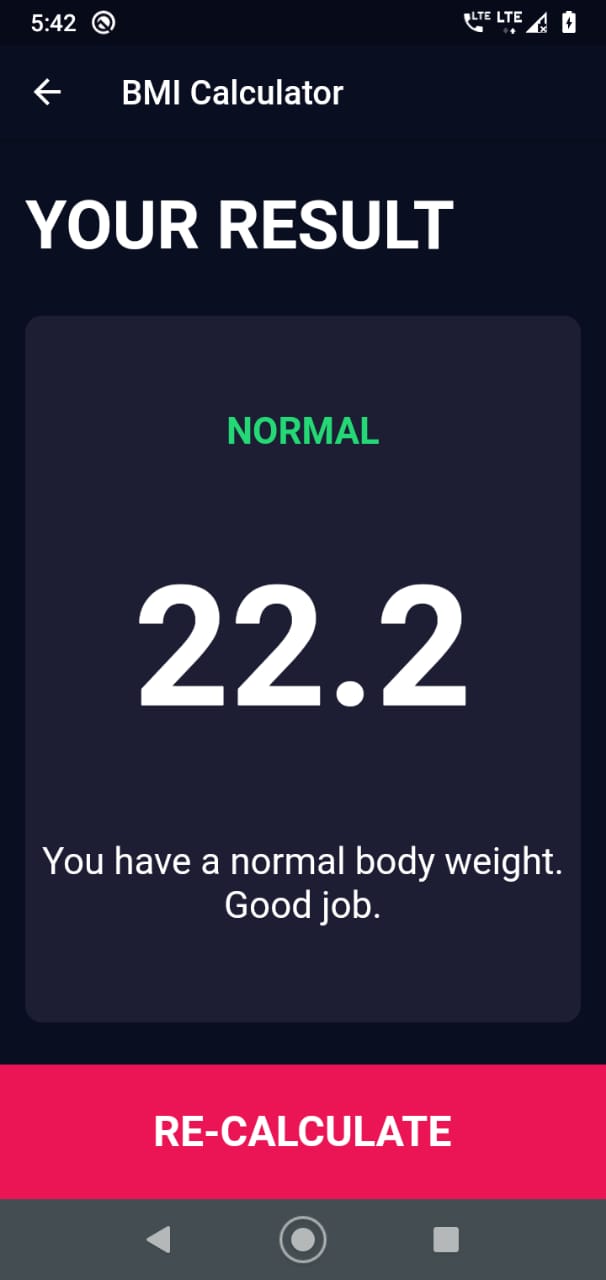 5:42 LTE LTE
BMI Calculator
YOUR RESULT
NORMAL
22.2
You have a normal body weight.
Good job.
RE-CALCULATE